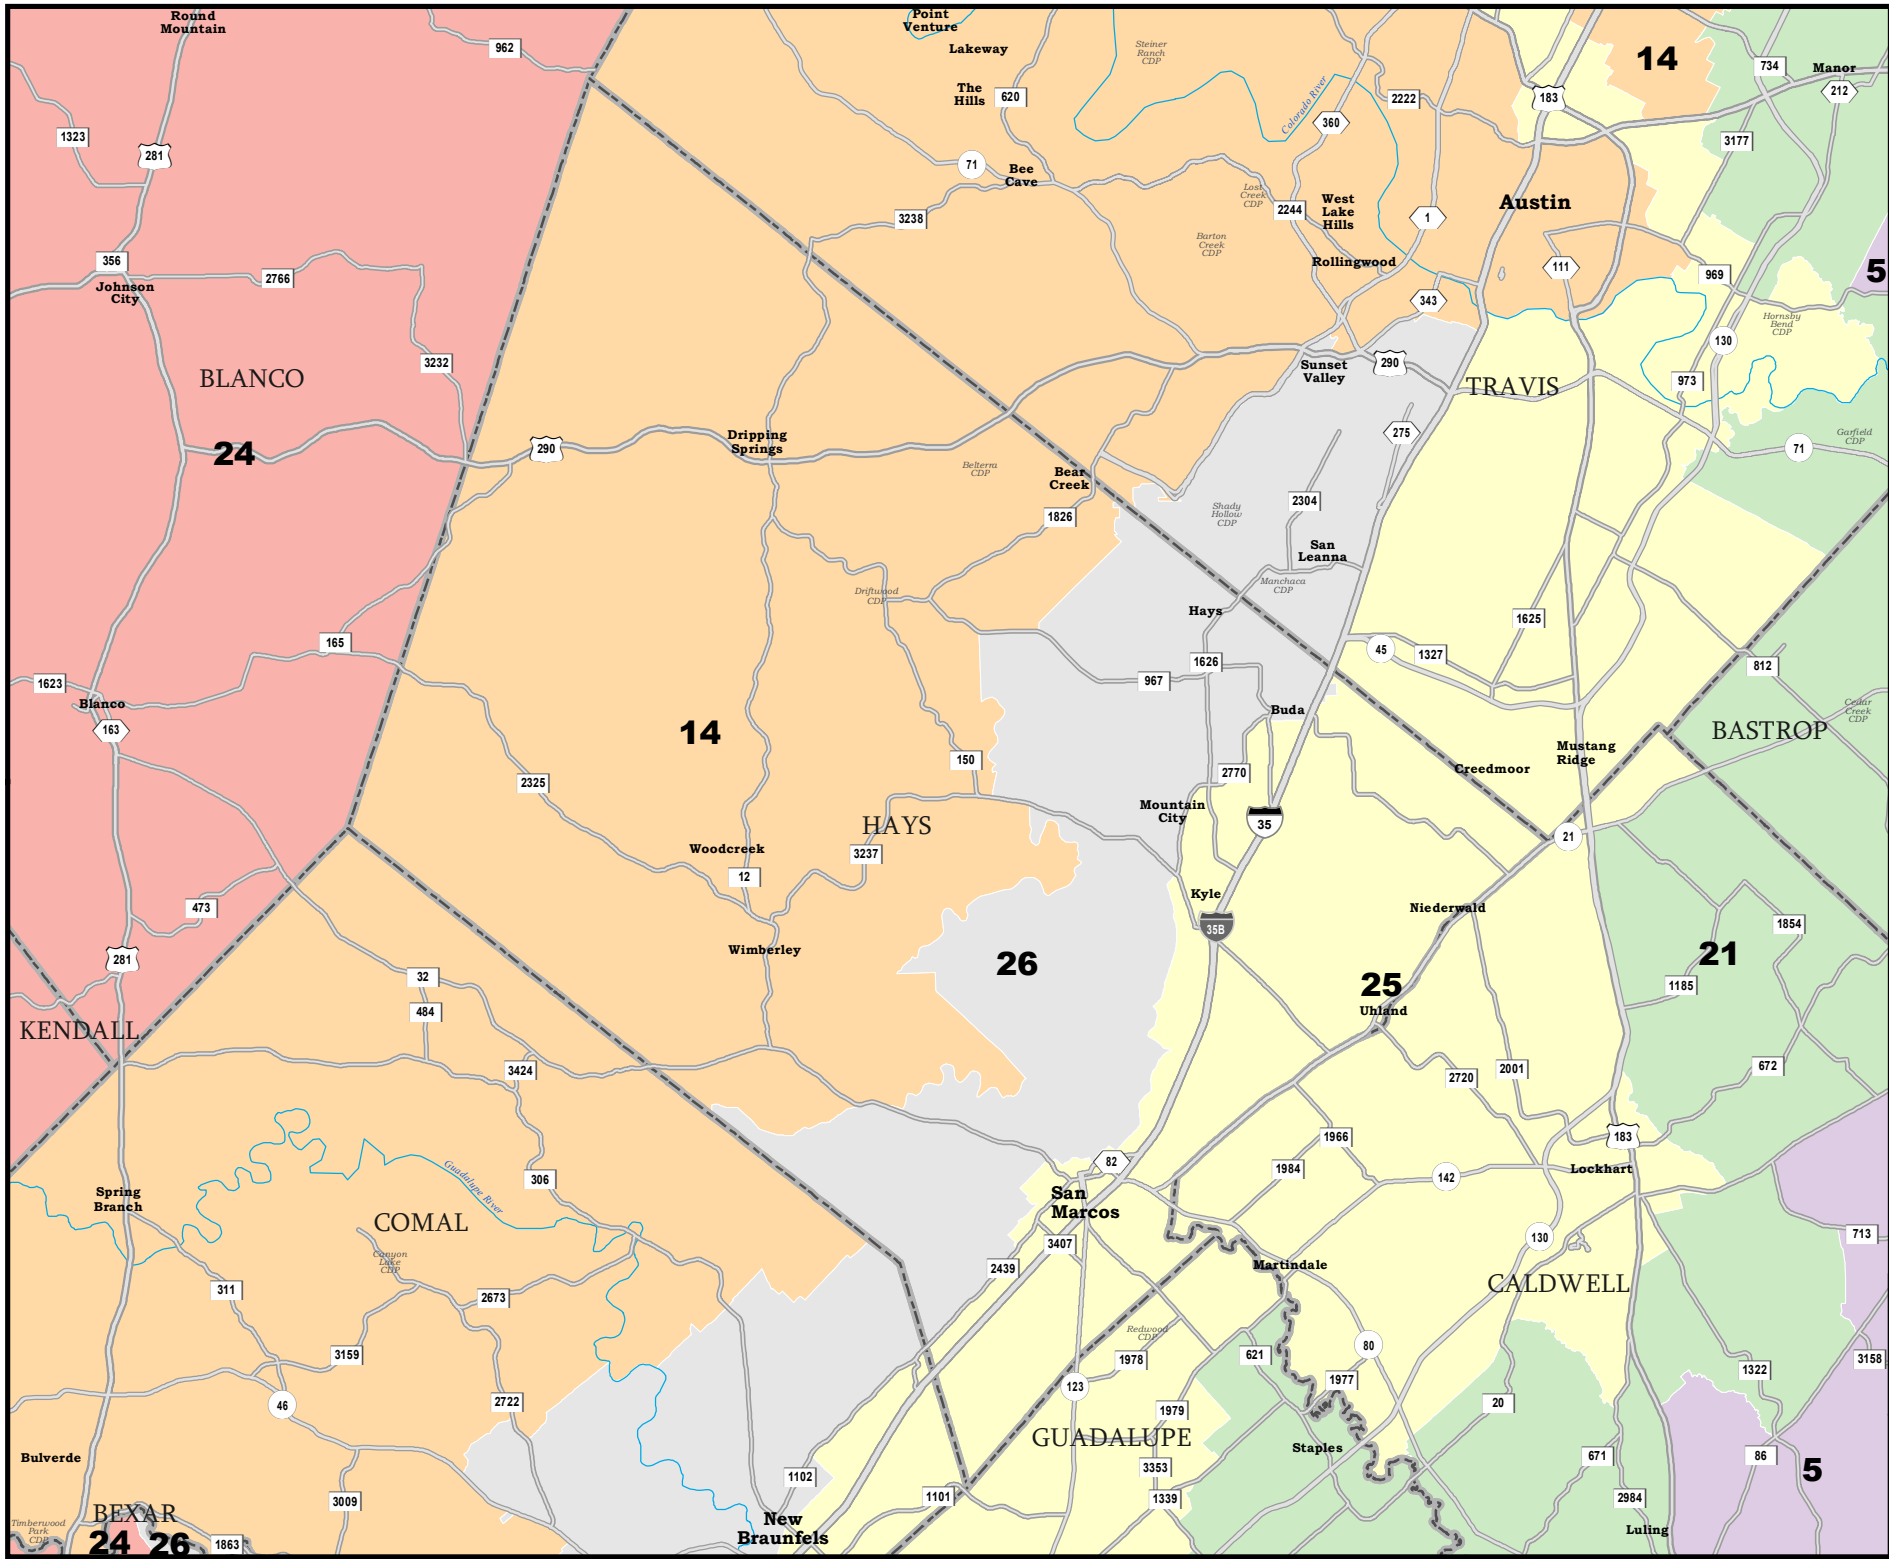 Round
Mountain
962
Point
Venture
Lakeway
Steiner
Ranch
CDP
14
734
Manor
The
Hills
620
Colorado River
2222
183
212
1323
281
360
3177
71
Bee
Cave
Lost
Creek
CDP
2244
West
Lake
Hills
Austin
3238
1
Barton
Creek
CDP
Rollingwood
111
969
5
356
Johnson
City
2766
343
Hornsby
Bend
CDP
130
3232
BLANCO
Sunset
Valley
290
TRAVIS
973
24
290
Dripping
Springs
275
Garfield
CDP
71
Belterra
CDP
Bear
Creek
1826
Shady
Hollow
CDP
2304
San
Leanna
Manchaca
CDP
Driftwood
CDP
Hays
1625
165
45
1327
1626
967
812
1623
Blanco
163
Buda
Cedar
Creek
CDP
14
BASTROP
150
2770
Mustang
Ridge
Creedmoor
2325
Mountain
City
35
HAYS
21
Woodcreek
12
3237
Kyle
473
Niederwald
35B
1854
Wimberley
281
26
21
32
25
1185
484
Uhland
KENDALL
3424
2720
2001
672
1966
183
82
1984
142
Lockhart
306
Guadalupe River
Spring
Branch
San
Marcos
COMAL
713
3407
130
Canyon
Lake
CDP
2439
Martindale
311
2673
CALDWELL
Redwood
CDP
3159
1978
621
80
3158
1322
123
1977
46
2722
1979
20
GUADALUPE
Bulverde
Staples
671
86
5
1102
3353
1101
1339
2984
3009
BEXAR
Timberwood
Park
CDP
24
26
1863
New
Braunfels
Luling